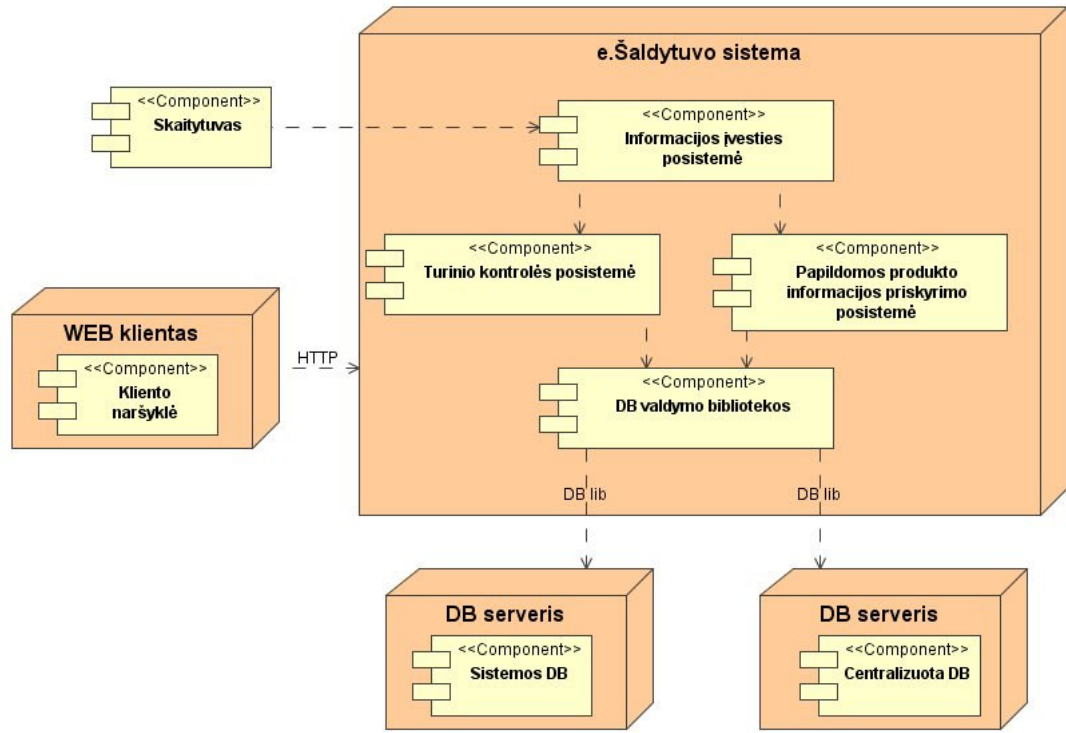 e.Šaldytuvo sistema
<<Component>>
Skaitytuvas
<<Component>>
Informacijos įvesties
posistemė
<<Component>>
Turinio kontrolės posistemė
<<Component>>
Papildomos produkto
informacijos priskyrimo
posistemė
WEB klientas
<<Component>>
Kliento
naršyklė
HTTP
<<Component>>
DB valdymo bibliotekos
DB lib
DB lib
DB serveris
<<Component>>
Sistemos DB
DB serveris
<<Component>>
Centralizuota DB